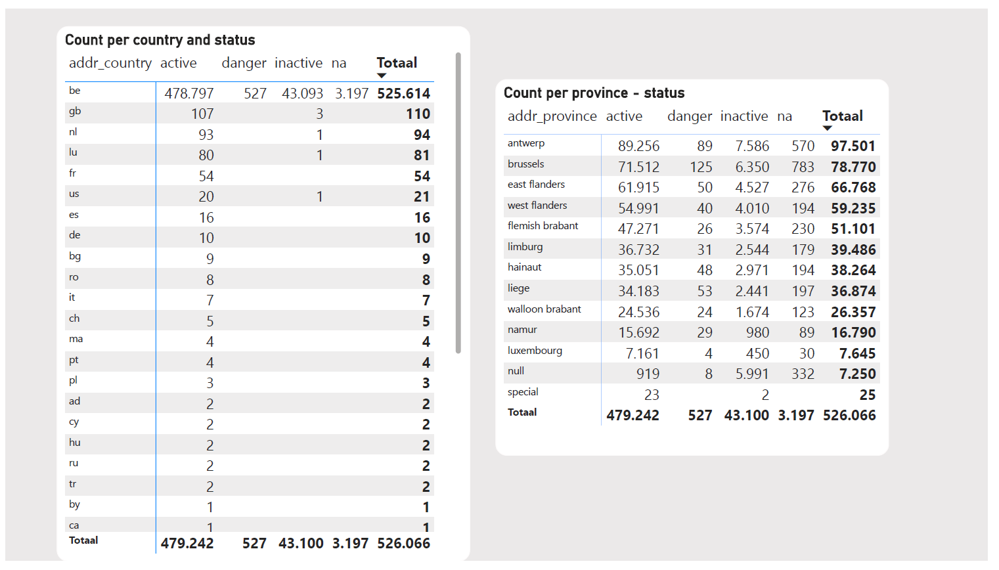 Count per country and status
addr_country active danger inactive na Totaal
be 478.797 527 43.093 3.197 525.614
gb 107 3 110
nl 93 1 94
lu 80 1 81
fr 54 54
us 20 1 21
es 16 16
de 10 10
bg 9 9
ro 8 8
it 7 7
ch 5 5
ma 4 4
pt 4 4
pl 3 3
ad 2 2
cy 2 2
hu 2 2
ru 2 2
tr 2 2
by 1 1
ca 1 1
Totaal 479.242 527 43.100 3.197 526.066
Count per province - status
addr_province active danger inactive na Totaal
antwerp 89.256 89 7.586 570 97.501
brussels 71.512 125 6.350 783 78.770
east flanders 61.915 50 4.527 276 66.768
west flanders 54.991 40 4.010 194 59.235
flemish brabant 47.271 26 3.574 230 51.101
limburg 36.732 31 2.544 179 39.486
hainaut 35.051 48 2.971 194 38.264
liege 34.183 53 2.441 197 36.874
walloon brabant 24.536 24 1.674 123 26.357
namur 15.692 29 980 89 16.790
luxembourg 7.161 4 450 30 7.645
null 919 8 5.991 332 7.250
special 23 2 25
Totaal 479.242 527 43.100 3.197 526.066